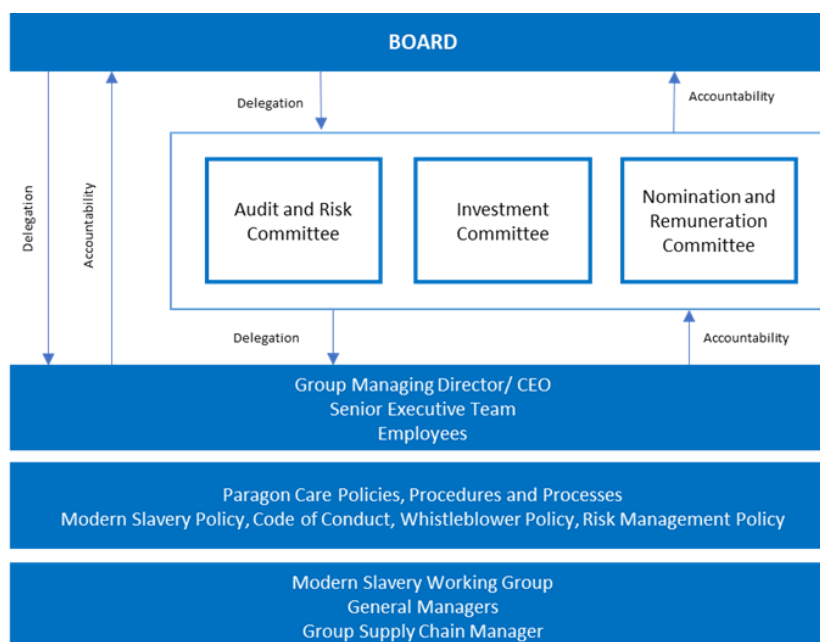 BOARD
Delegation
Accountability
Delegation
Accountability
Audit and Risk
Committee
Investment
Committee
Nomination and
Remuneration
Committee
Delegation
Accountability
Group Managing Director/ CEO
Senior Executive Team
Employees
Paragon Care Policies, Procedures and Processes
Modern Slavery Policy, Code of Conduct, Whistleblower Policy, Risk Management Policy
Modern Slavery Working Group
General Managers
Group Supply Chain Manager